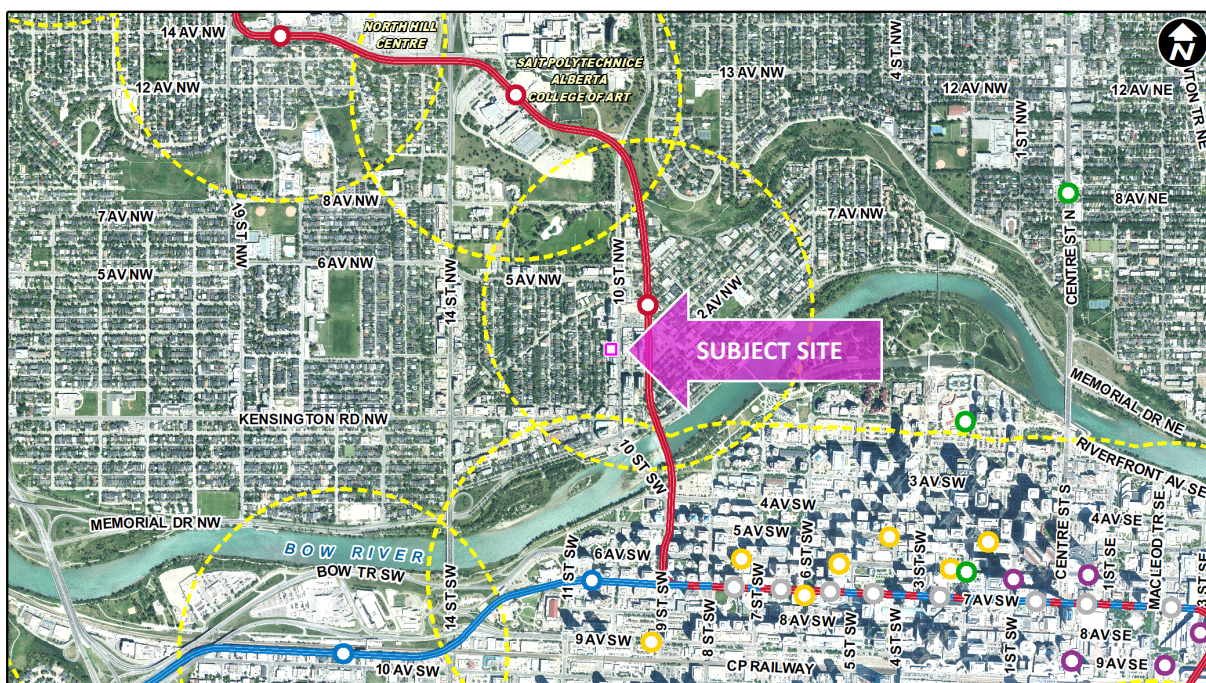 14 AV NW
NORTH HILL
CENTRE
4 ST NW
N
SAIT POLYTECHNICE
ALBERTA
COLLEGE OF ART
13 AV NW
12 AV NW
12 AV NW
12 AV NE
1 ST NW
8 AV NW
8 AV NE
7 AV NW
7 AV NW
19 ST NW
CENTRE ST N
5 AV NW
6 AV NW
14 ST NW
5 AV NW
10 ST NW
2 AV NW
SUBJECT SITE
KENSINGTON RD NW
MEMORIAL DR NE
10 ST SW
RIVERFRONT AV SE
3 AV SW
MEMORIAL DR NW
4 AV SW
4 AV SE
5 AV SW
BOW RIVER
BOW TR SW
6 AV SW
11 ST SW
14 ST SW
9 ST SW
8 ST SW
7 ST SW
6 ST SW
5 ST SW
4 ST SW
3 ST SW
7 AV SW
1 ST SW
CENTRE ST S
1 ST SE
MACLEOD TR SE
3 ST SE
9 AV SW
8 AV SW
8 AV SE
10 AV SW
CP RAILWAY
9 AV SE